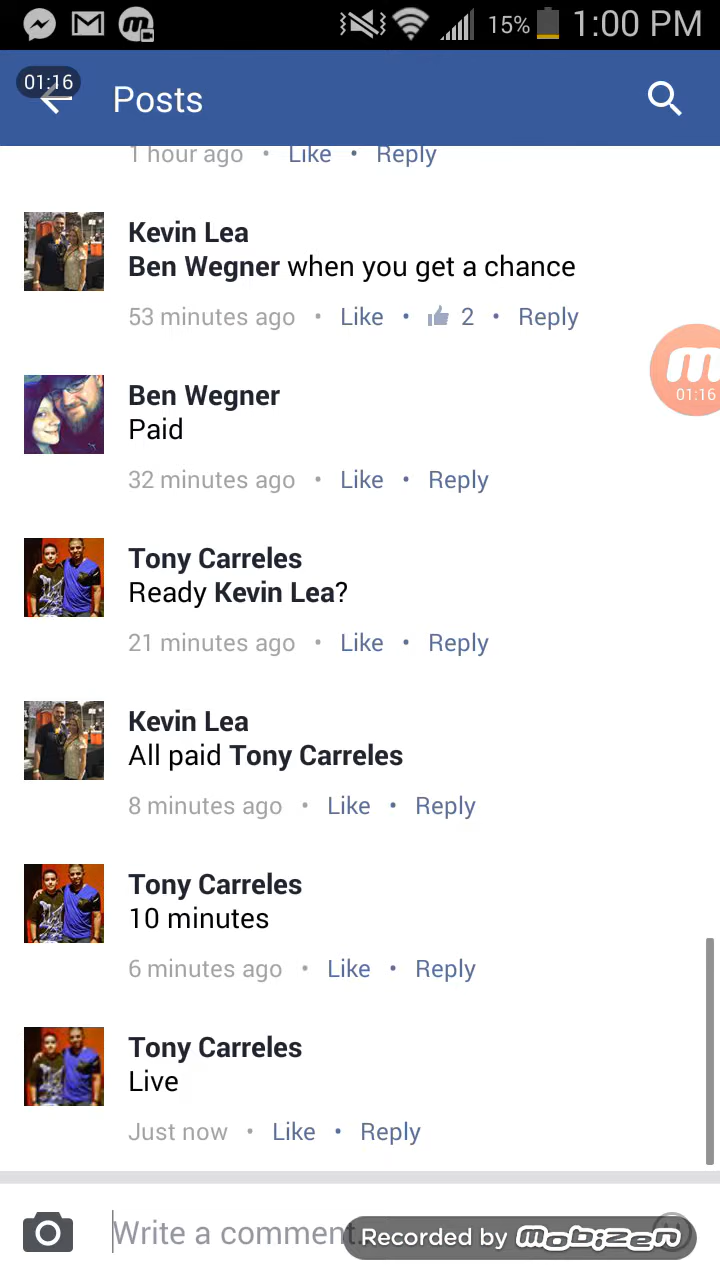 15% 1:00 PM
01:16
Posts
1 hour ago • Like • Reply
Kevin Lea
Ben Wegner when you get a chance
53 minutes ago • Like • 2 • Reply
m
01:16
Ben Wegner
Paid
32 minutes ago • Like • Reply
Tony Carreles
Ready Kevin Lea?
21 minutes ago • Like • Reply
Kevin Lea
All paid Tony Carreles
8 minutes ago • Like • Reply
Tony Carreles
10 minutes
6 minutes ago • Like • Reply
Tony Carreles
Live
Just now • Like • Reply
Write a comment.
Recorded by mobizen